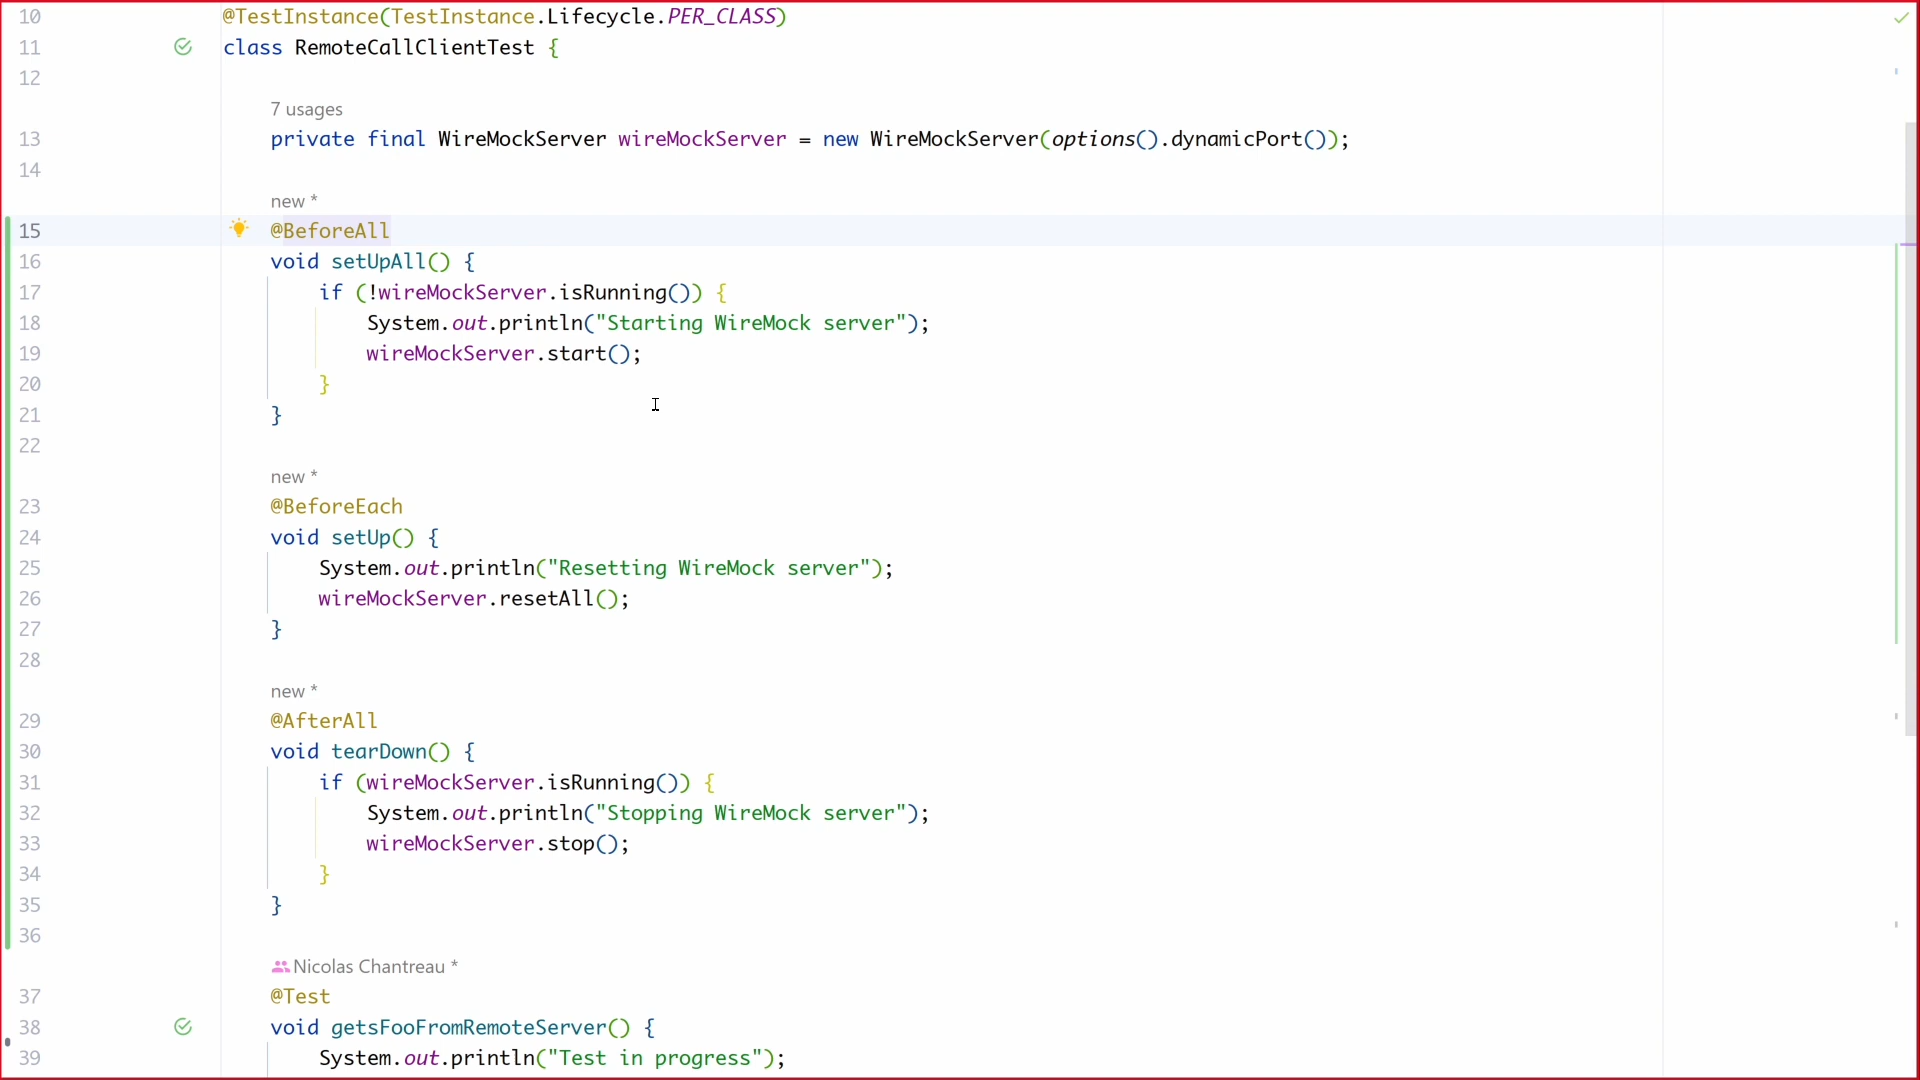 10 @TestInstance(TestInstance.Lifecycle.PER_CLASS)
11 class RemoteCallClientTest {
12
7 usages
13 private final WireMockServer wireMockServer = new WireMockServer(options().dynamicPort());
14
new *
15 @BeforeAll
16 void setUpAll() {
17 if (!wireMockServer.isRunning()) {
18 System.out.println("Starting WireMock server");
19 wireMockServer.start();
20 }
21 }
22
new *
23 @BeforeEach
24 void setUp() {
25 System.out.println("Resetting WireMock server");
26 wireMockServer.resetAll();
27 }
28
new *
29 @AfterAll
30 void tearDown() {
31 if (wireMockServer.isRunning()) {
32 System.out.println("Stopping WireMock server");
33 wireMockServer.stop();
34 }
35 }
36
Nicolas Chantreau *
37 @Test
38 void getsFooFromRemoteServer() {
39 System.out.println("Test in progress");